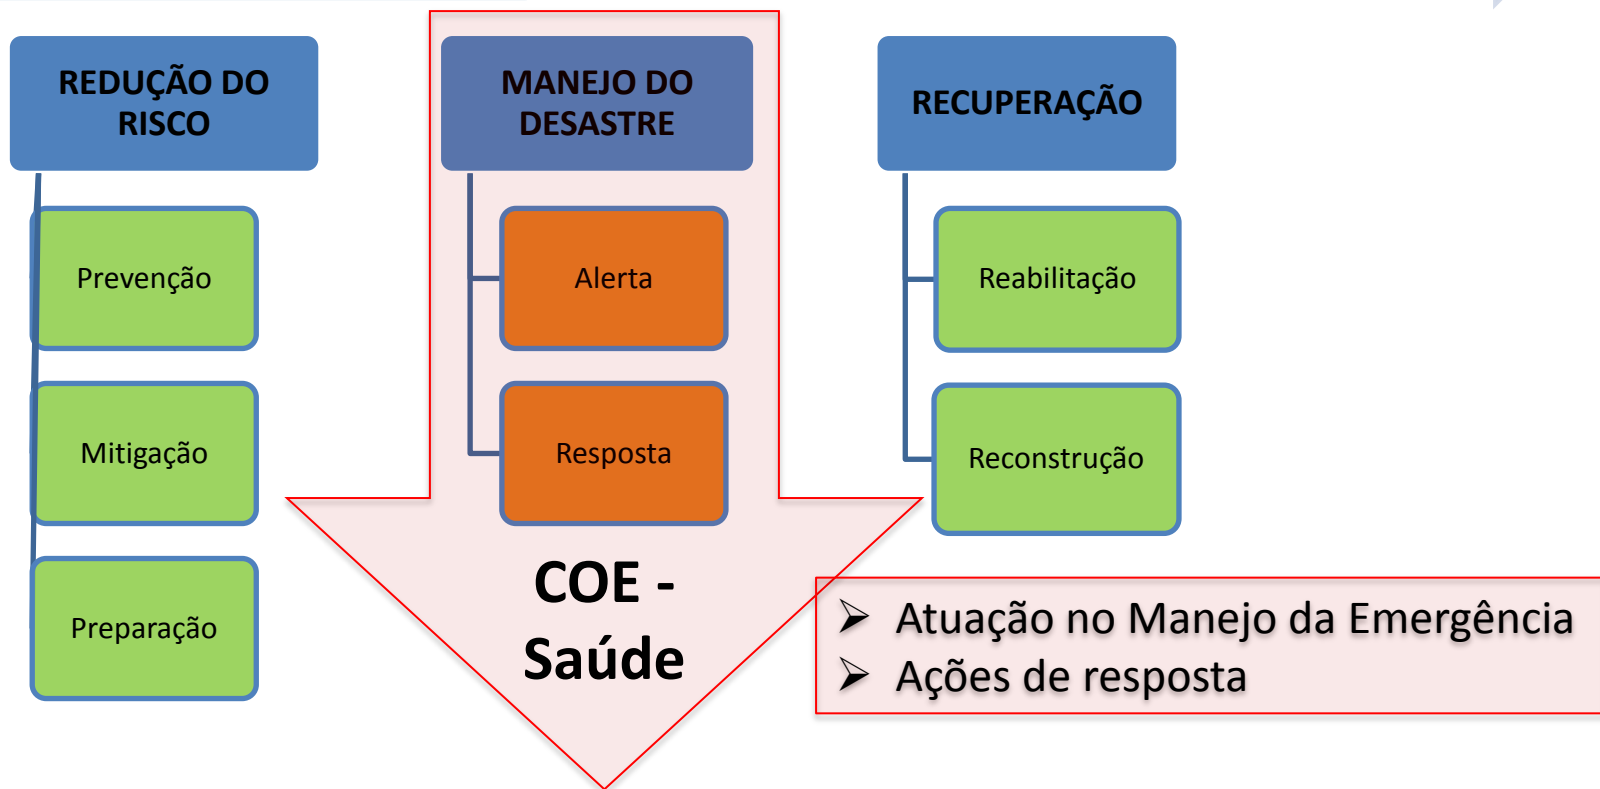 REDUÇÃO DO
RISCO
Prevenção
Mitigação
Preparação
MANEJO DO
DESASTRE
Alerta
Resposta
COE -
Saúde
RECUPERAÇÃO
Reabilitação
Reconstrução
➢ Atuação no Manejo da Emergência
➢ Ações de resposta